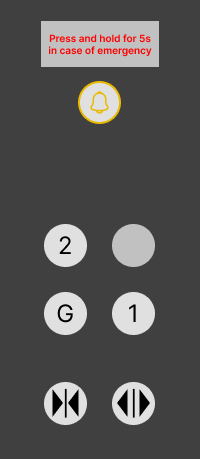 Press and hold for 5s
in case of emergency
2
G 1